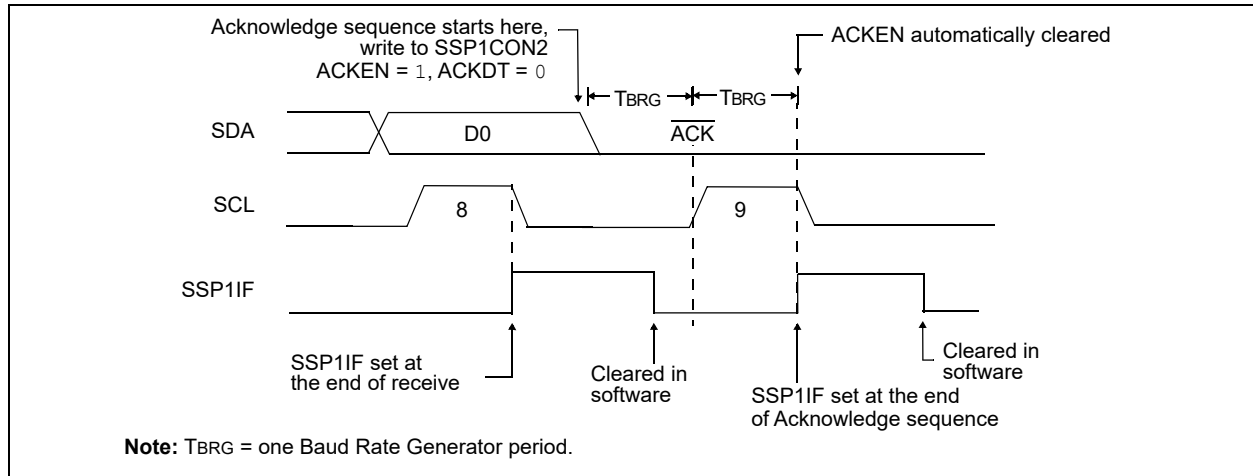 Acknowledge sequence starts here,
write to SSP1CON2
ACKEN = 1, ACKDT = 0
ACKEN automatically cleared
TBRG
TBRG
SDA
D0
ACK
SCL
8
9
SSP1IF
SSP1IF set at
the end of receive
Cleared in
software
SSP1IF set at the end
of Acknowledge sequence
Cleared in
software
Note: TBRG = one Baud Rate Generator period.